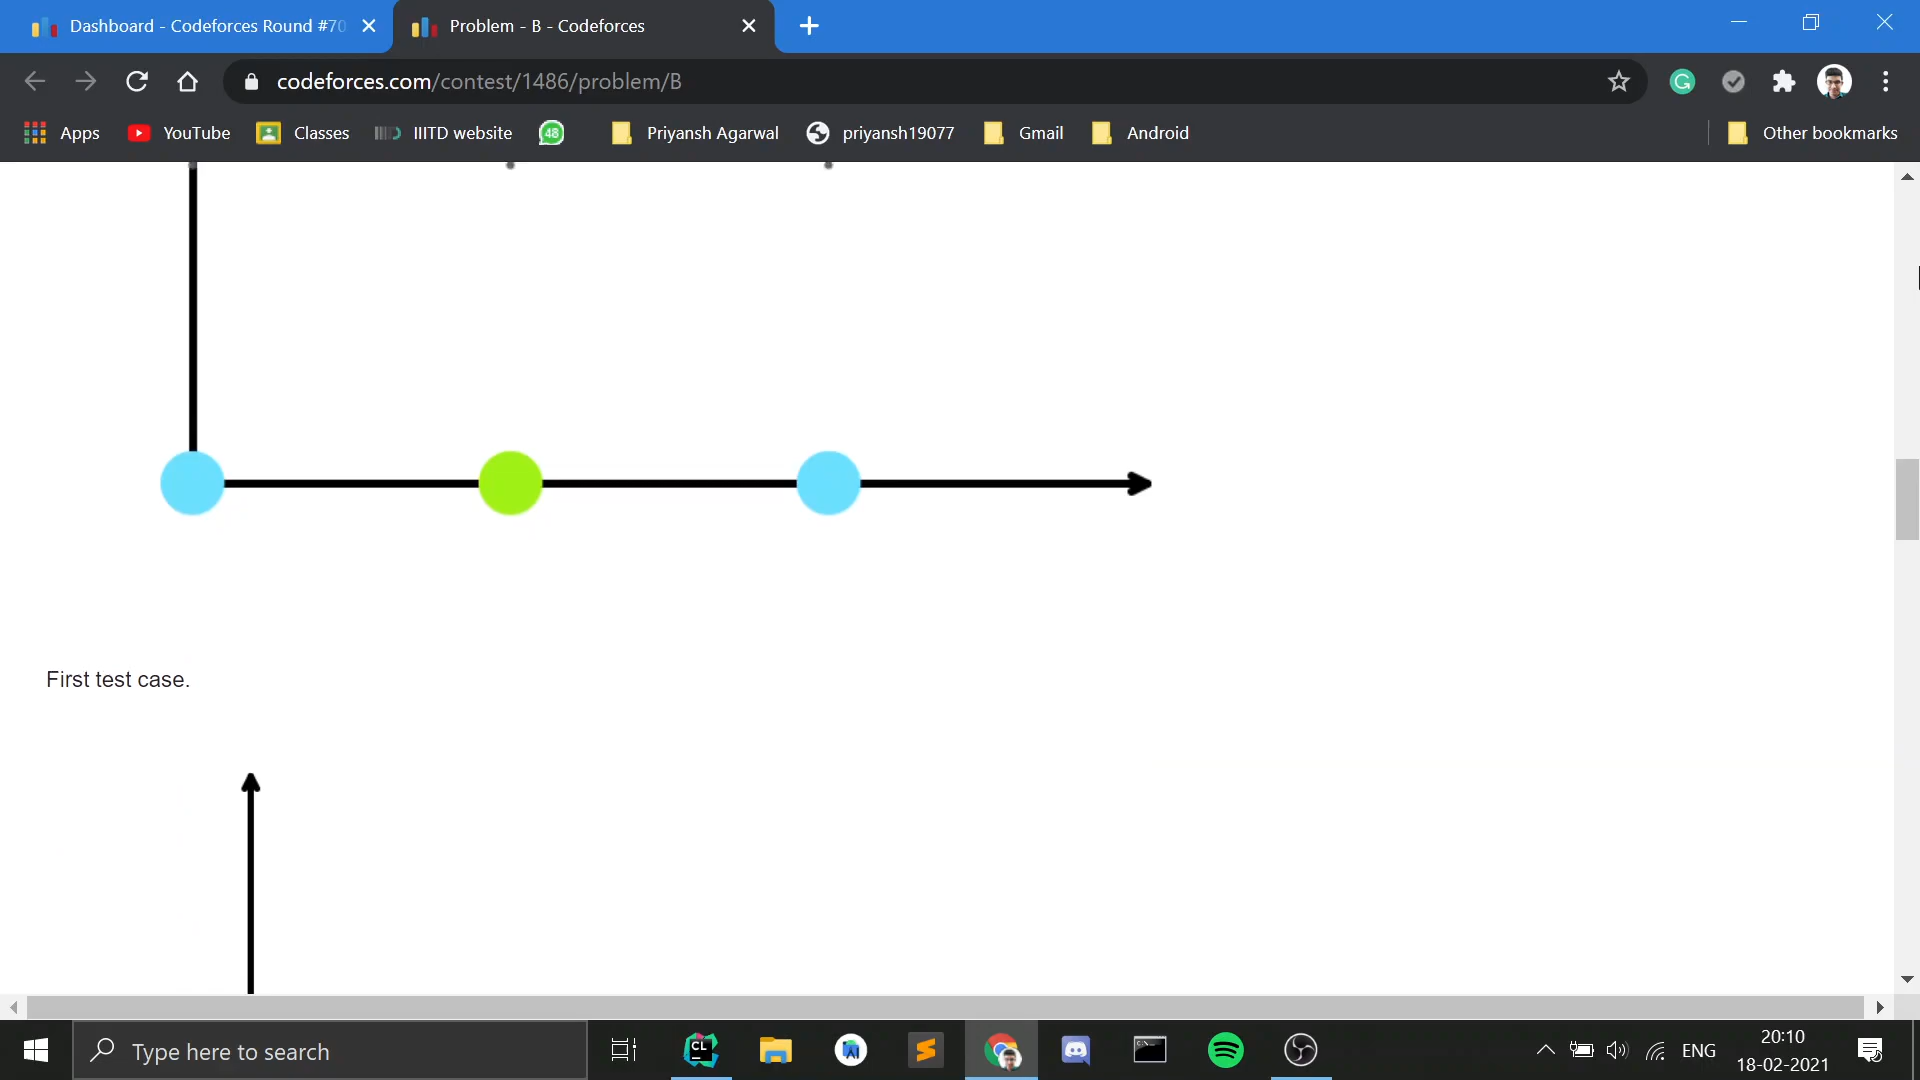 Dashboard - Codeforces Round #70
Problem - B - Codeforces
codeforces.com/contest/1486/problem/B
Apps
YouTube
Classes
IIITD website
48
Priyansh Agarwal
priyansh19077
Gmail
Android
Other bookmarks
First test case.
Type here to search
CL
ENG
20:10
18-02-2021